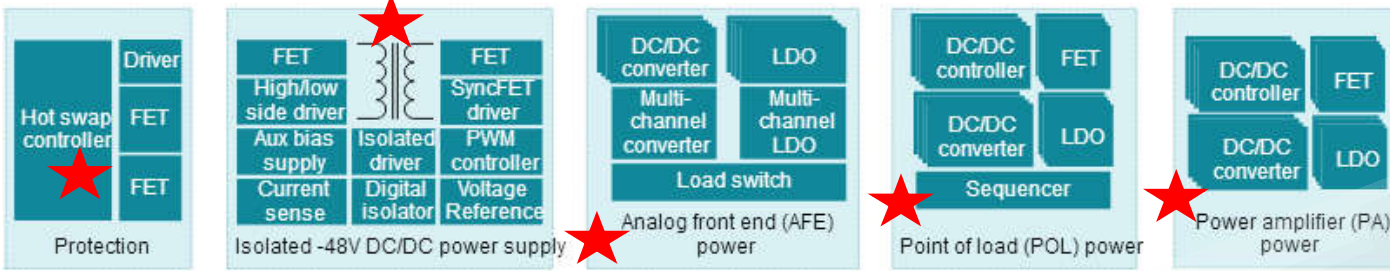 Hot swap
controller
Driver
FET
FET
Protection
FET
High/low
side driver
Aux bias
supply
Current
sense
Isolated
driver
Digital
isolator
FET
SyncFET
driver
PWM
controller
Voltage
Reference
Isolated -48V DC/DC power supply
DC/DC
converter
LDO
Multi-
channel
converter
Multi-
channel
LDO
Load switch
Analog front end (AFE)
power
DC/DC
controller
FET
DC/DC
converter
LDO
Sequencer
Point of load (POL) power
DC/DC
controller
FET
DC/DC
converter
LDO
Power amplifier (PA)
power